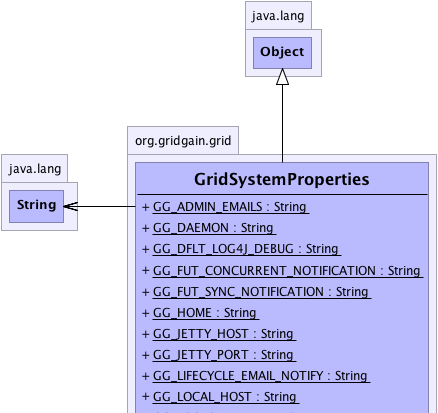 java.lang
Object
org.gridgain.grid
java.lang
String
GridSystemProperties
+ GG_ADMIN_EMAILS : String
+ GG_DAEMON : String
+ GG_DFLT_LOG4J_DEBUG : String
+ GG_FUT_CONCURRENT_NOTIFICATION : String
+ GG_FUT_SYNC_NOTIFICATION : String
+ GG_HOME : String
+ GG_JETTY_HOST : String
+ GG_JETTY_PORT : String
+ GG_LIFECYCLE_EMAIL_NOTIFY : String
+ GG_LOCAL_HOST : String